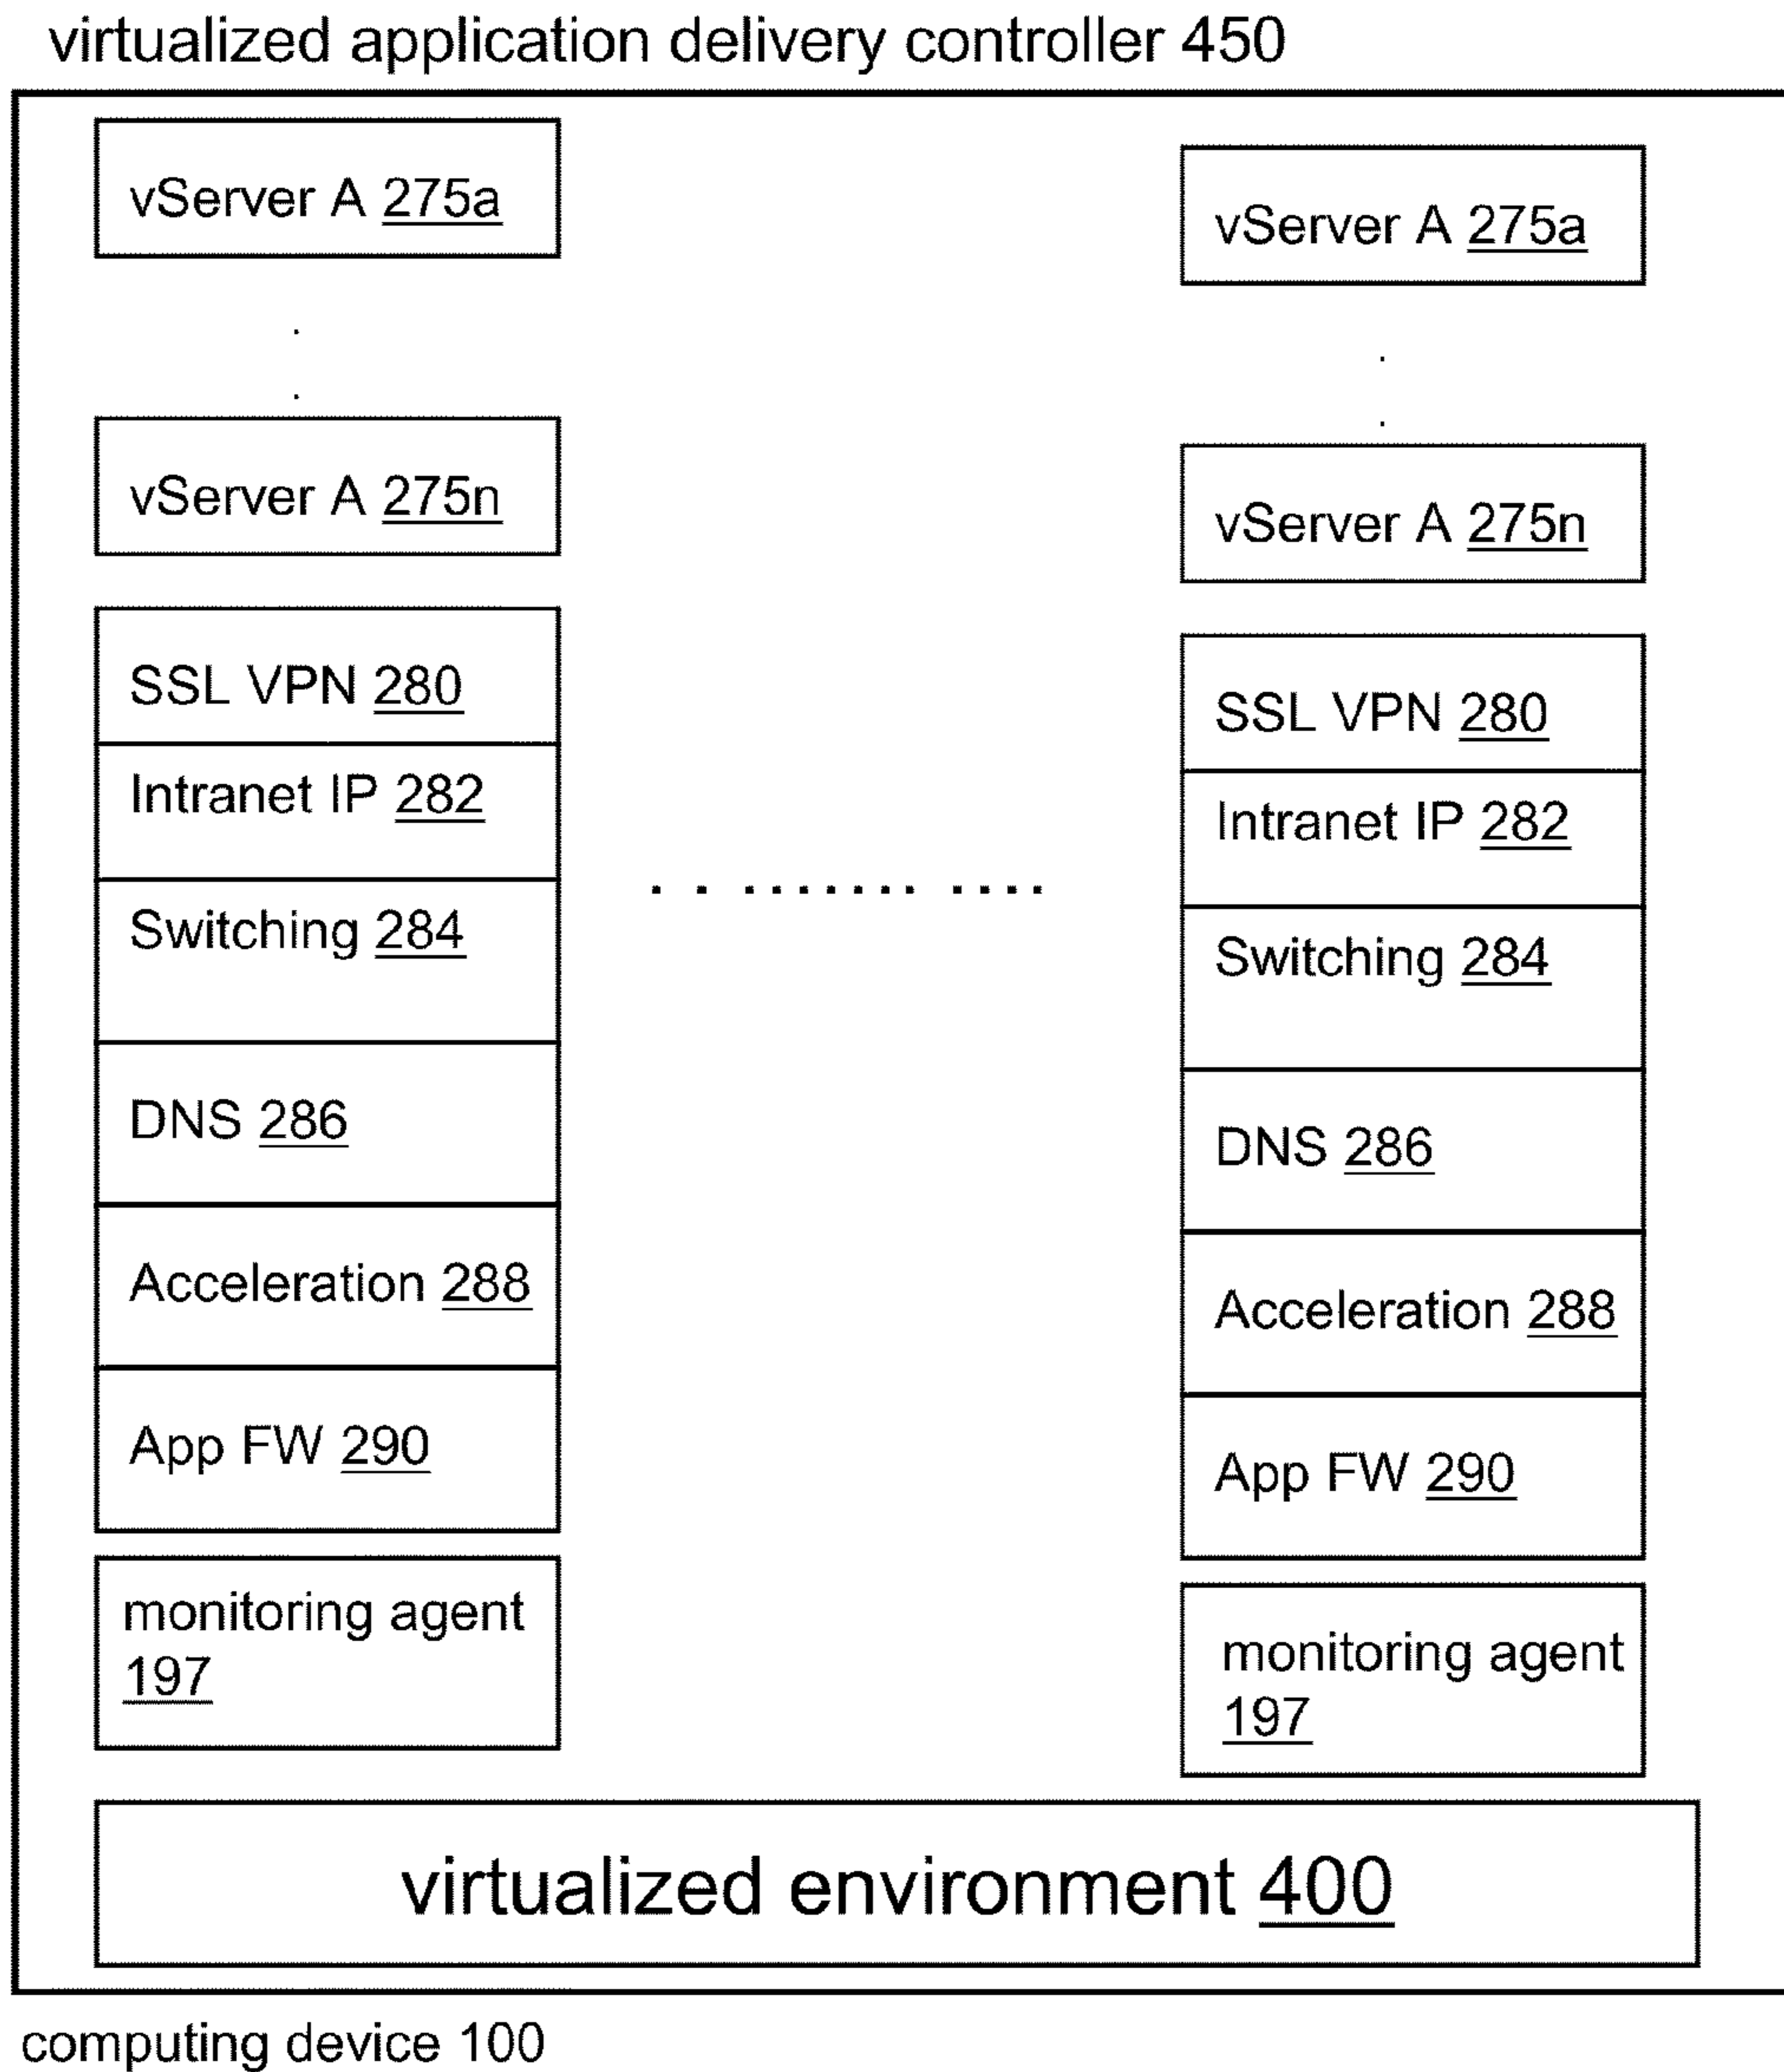 virtualized application delivery controller 450
vServer A 275a
vServer A 275n
SSL VPN 280
Intranet IP 282
Switching 284
DNS 286
Acceleration 288
App FW 290
monitoring agent
197
vServer A 275a
vServer A 275n
SSL VPN 280
Intranet IP 282
Switching 284
DNS 286
Acceleration 288
App FW 290
monitoring agent
197
virtualized environment 400
computing device 100